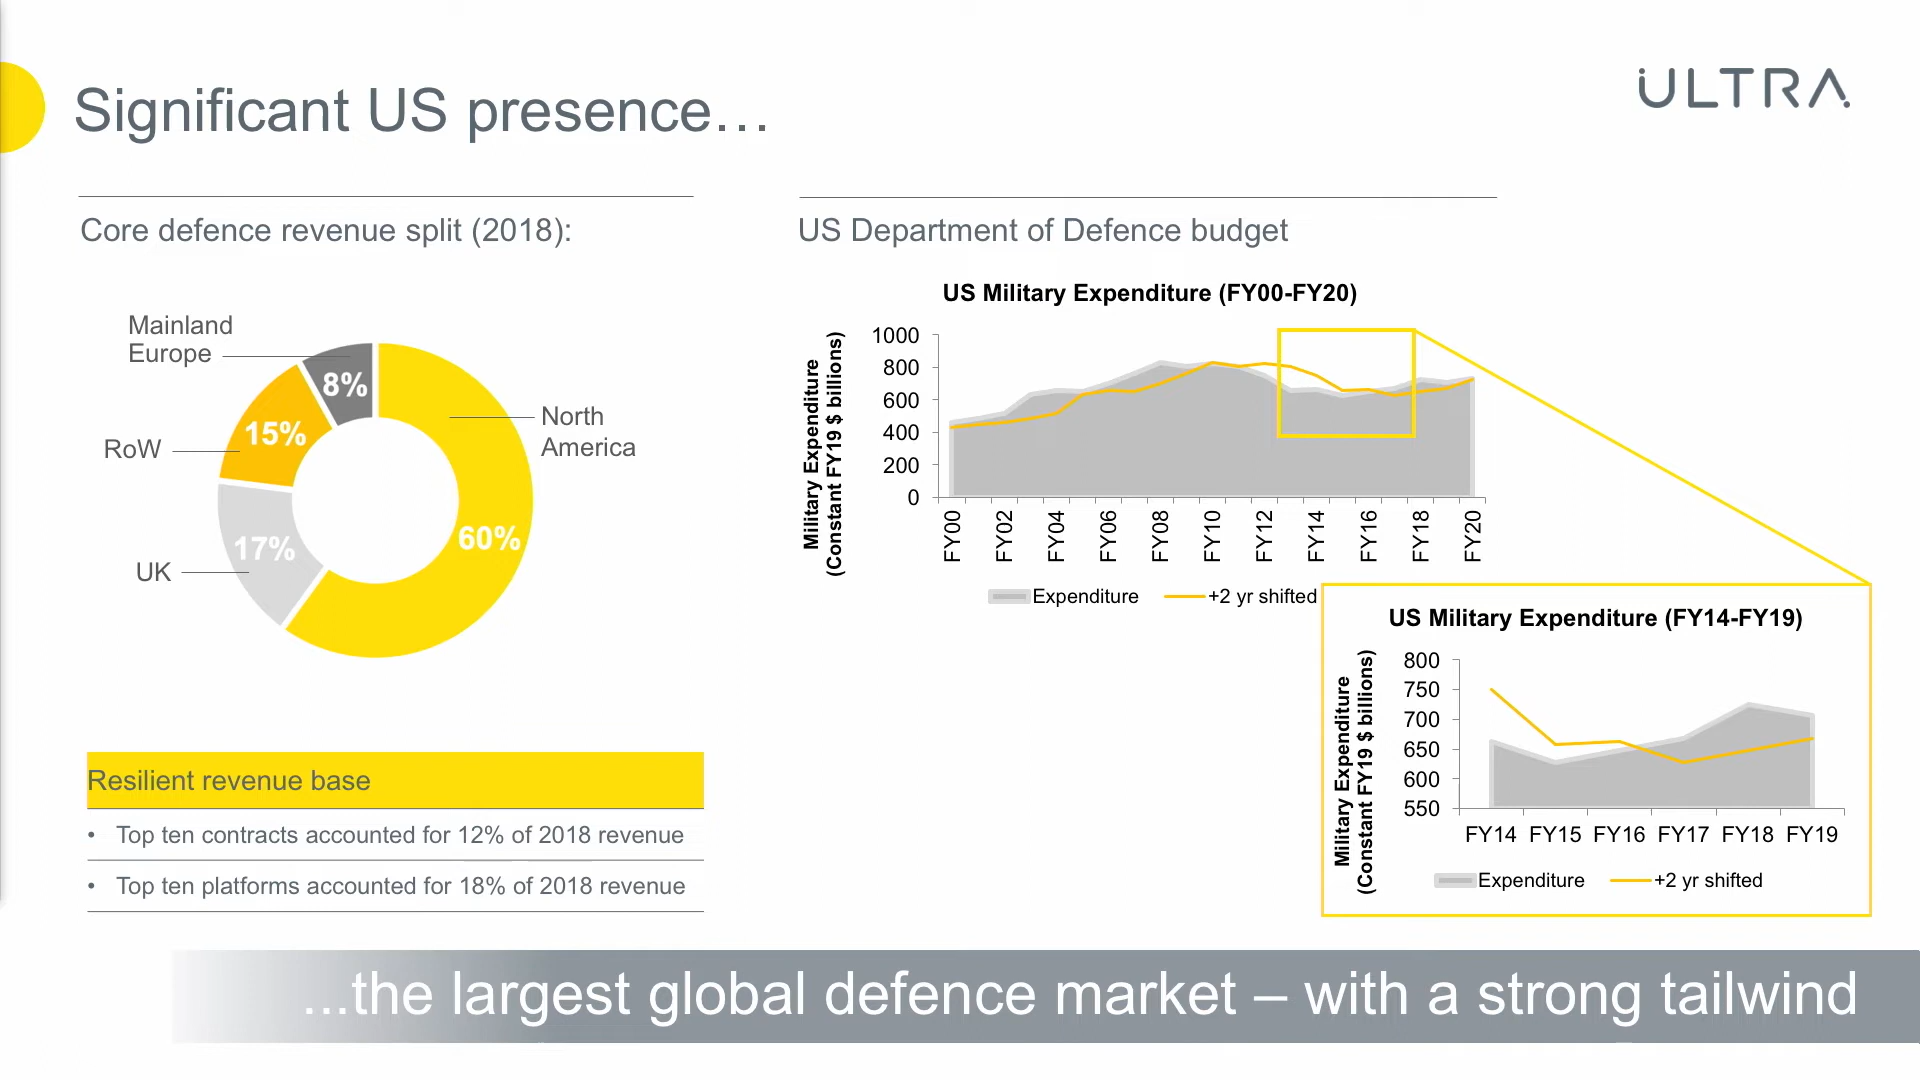 Significant US presence…
ULTRA
Core defence revenue split (2018):
Mainland
Europe
8%
North
America
15%
RoW
60%
17%
UK
Resilient revenue base
• Top ten contracts accounted for 12% of 2018 revenue
• Top ten platforms accounted for 18% of 2018 revenue
US Department of Defence budget
US Military Expenditure (FY00-FY20)
Military Expenditure
(Constant FY19 $ billions)
1000
800
600
400
200
0
FY00 FY02 FY04 FY06 FY08 FY10 FY12 FY14 FY16 FY18 FY20
Expenditure +2 yr shifted
US Military Expenditure (FY14-FY19)
Military Expenditure
(Constant FY19 $ billions)
800
750
700
650
600
550
FY14 FY15 FY16 FY17 FY18 FY19
Expenditure +2 yr shifted
...the largest global defence market – with a strong tailwind